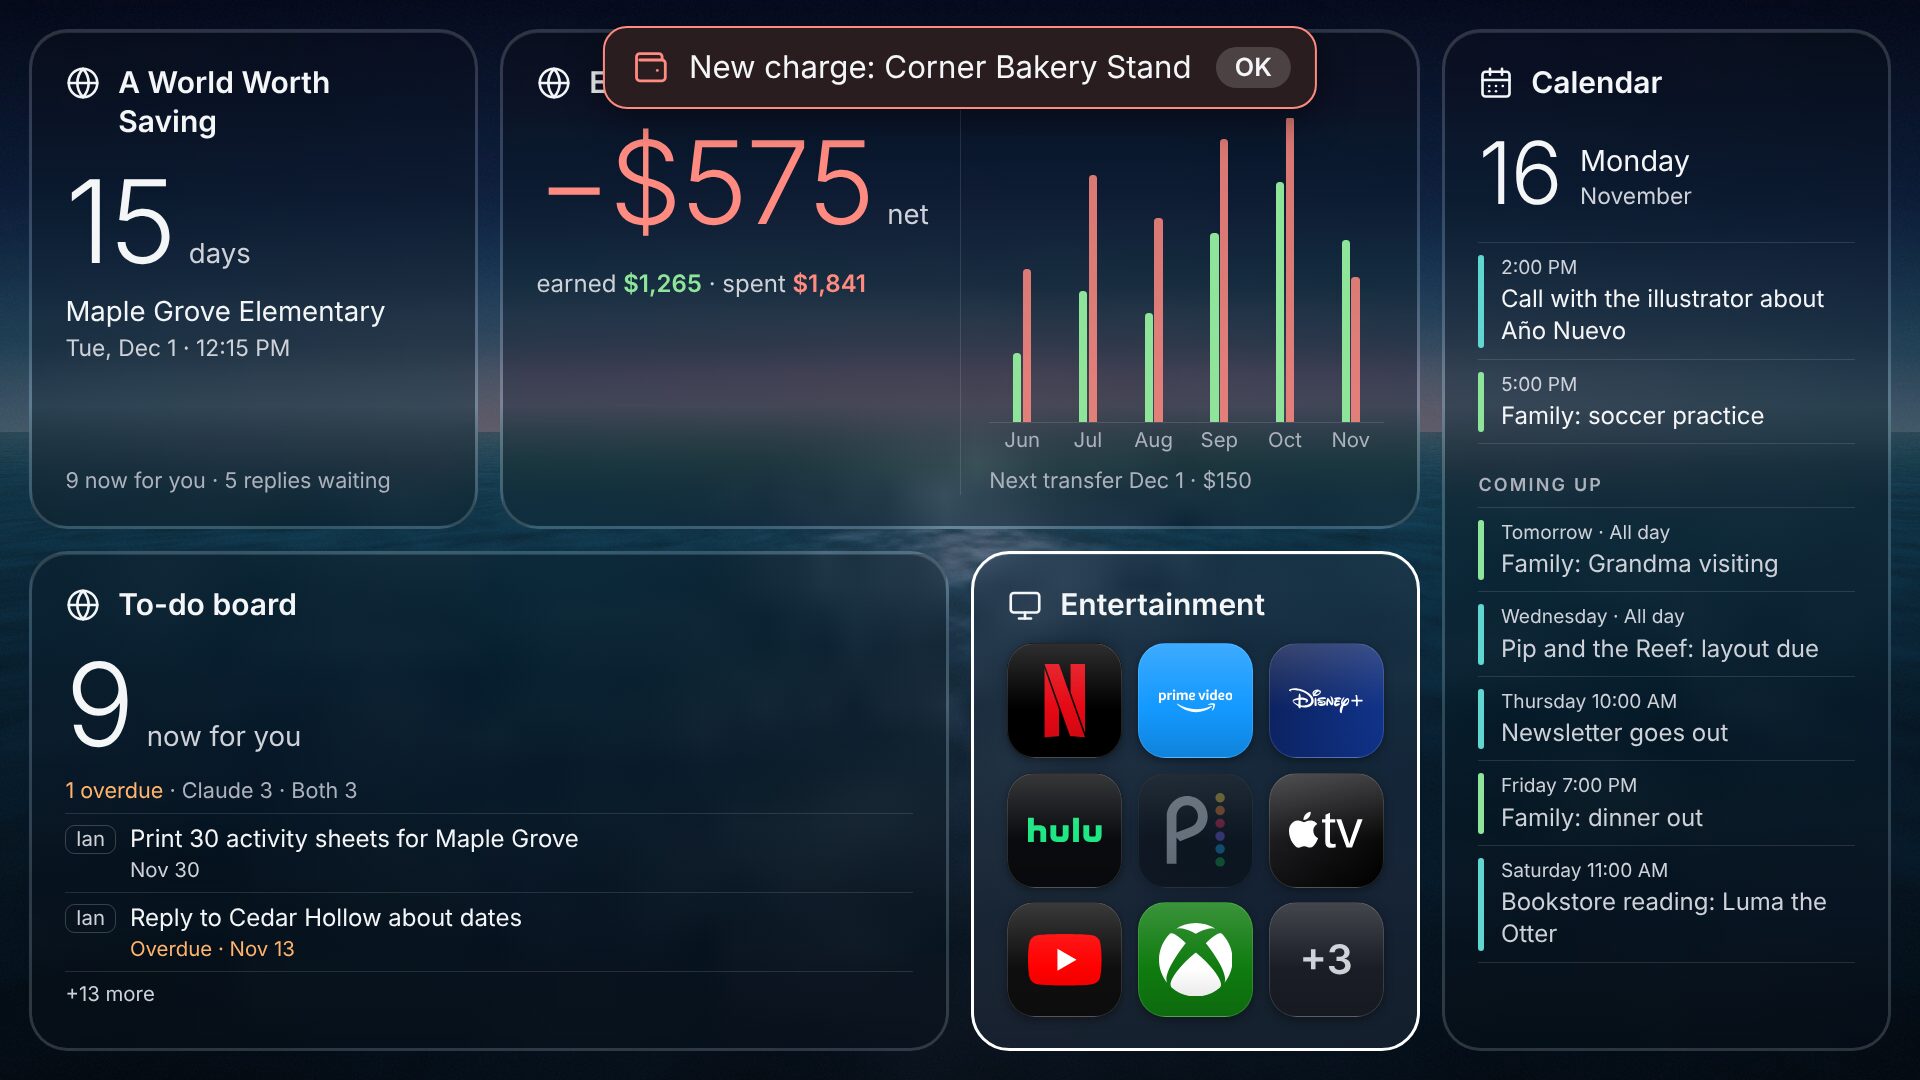 New charge: Corner Bakery Stand OK
A World Worth
Saving
15 days
Maple Grove Elementary
Tue, Dec 1 · 12:15 PM
9 now for you · 5 replies waiting
−$575 net
earned $1,265 · spent $1,841
Jun Jul Aug Sep Oct Nov
Next transfer Dec 1 · $150
To-do board
9 now for you
1 overdue · Claude 3 · Both 3
Ian Print 30 activity sheets for Maple Grove
Nov 30
Ian Reply to Cedar Hollow about dates
Overdue · Nov 13
+13 more
Entertainment
N
prime video
Disney+
hulu
P
tv
+3
Calendar
16 Monday
November
2:00 PM
Call with the illustrator about
Año Nuevo
5:00 PM
Family: soccer practice
COMING UP
Tomorrow · All day
Family: Grandma visiting
Wednesday · All day
Pip and the Reef: layout due
Thursday 10:00 AM
Newsletter goes out
Friday 7:00 PM
Family: dinner out
Saturday 11:00 AM
Bookstore reading: Luma the
Otter